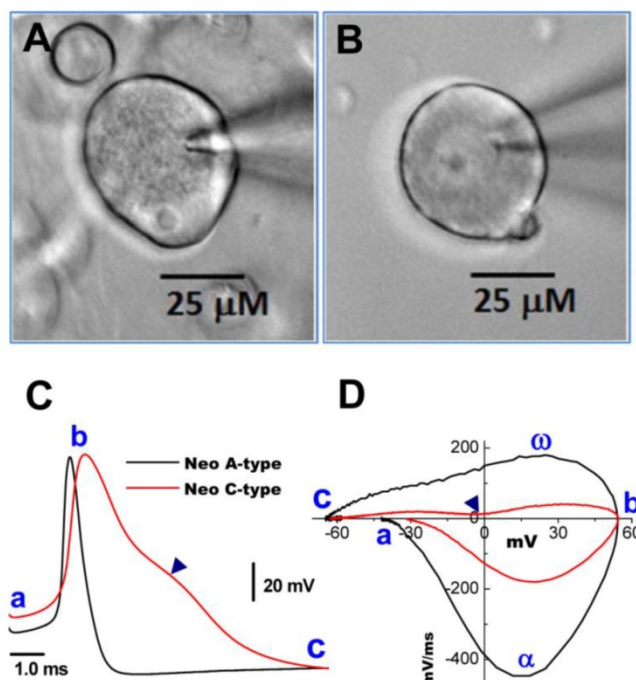 A
B
25 µM
25 µM
C
D
b
Neo A-type
Neo C-type
a
20 mV
c
1.0 ms
200
ω
c
0
b
a
-60
-30
0
30
60
mV
-200
-400
mV/ms
α